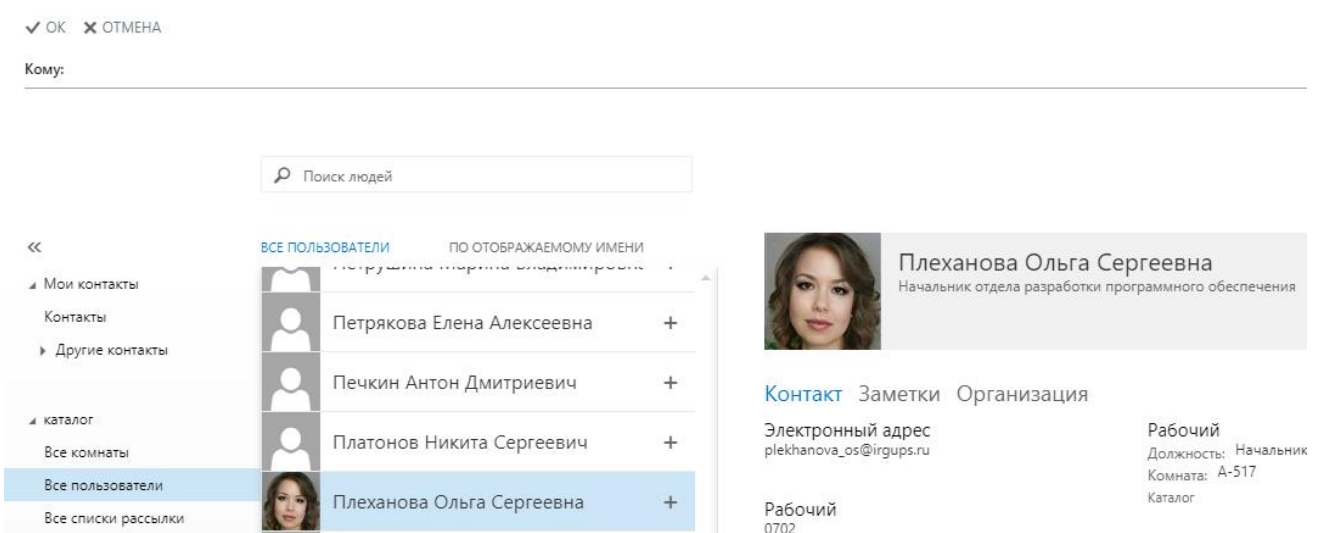 ОК ОТМЕНА
Кому:
Поиск людей
ВСЕ ПОЛЬЗОВАТЕЛИ ПО ОТОБРАЖАЕМОМУ ИМЕНИ
Мои контакты
Контакты
Другие контакты
каталог
Все комнаты
Все пользователи
Все списки рассылки
Петрушина Марина Владимировна
Петрякова Елена Алексеевна +
Печкин Антон Дмитриевич +
Платонов Никита Сергеевич +
Плеханова Ольга Сергеевна +
Плеханова Ольга Сергеевна
Начальник отдела разработки программного обеспечения
Контакт Заметки Организация
Электронный адрес
plekhanova_os@irgups.ru
Рабочий
0702
Рабочий
Должность: Начальник
Комната: А-517
Каталог